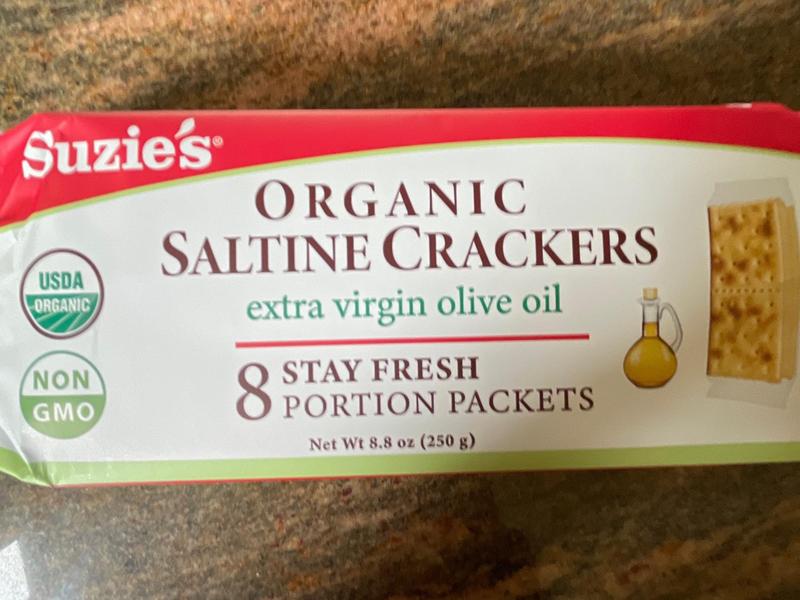 Suzie's®
ORGANIC
SALTINE CRACKERS
extra virgin olive oil
8 STAY FRESH
PORTION PACKETS
Net Wt 8.8 oz (250 g)
USDA
ORGANIC
NON
GMO